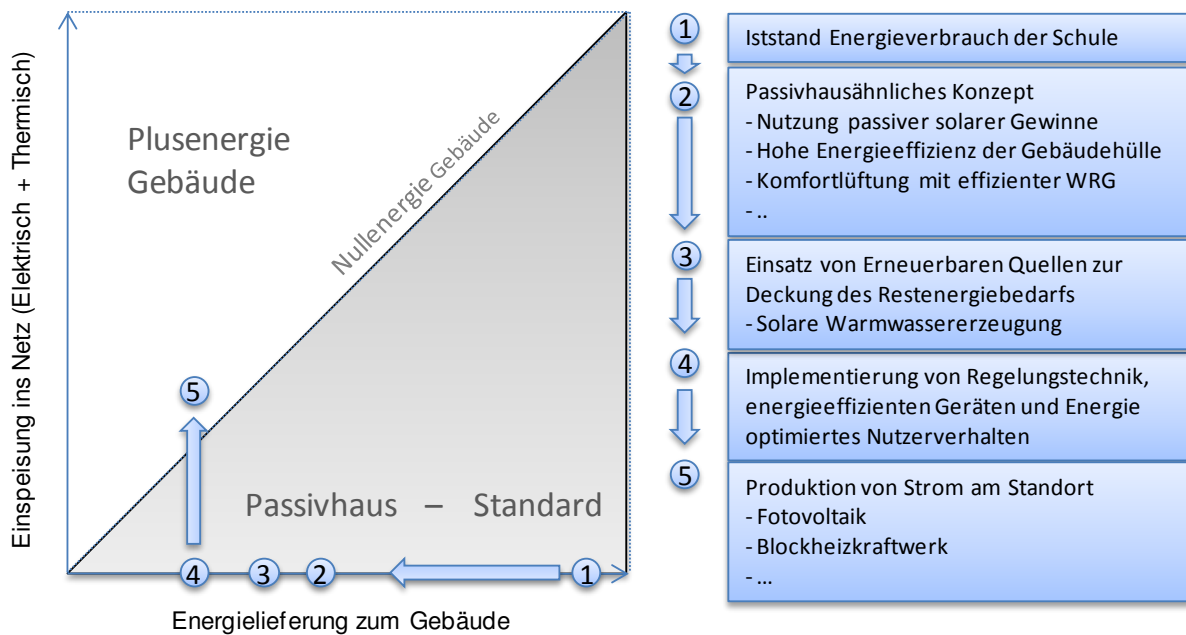 Einspeisung ins Netz (Elektrisch + Thermisch)
Plusenergie
Gebäude
Nullenergie Gebäude
5
Passivhaus – Standard
4
3
2
1
Energielieferung zum Gebäude
1
Iststand Energieverbrauch der Schule
2
Passivhausähnliches Konzept
- Nutzung passiver solarer Gewinne
- Hohe Energieeffizienz der Gebäudehülle
- Komfortlüftung mit effizienter WRG
- ..
3
Einsatz von Erneuerbaren Quellen zur
Deckung des Restenergiebedarfs
- Solare Warmwassererzeugung
4
Implementierung von Regelungstechnik,
energieeffizienten Geräten und Energie
optimiertes Nutzerverhalten
5
Produktion von Strom am Standort
- Fotovoltaik
- Blockheizkraftwerk
- ...